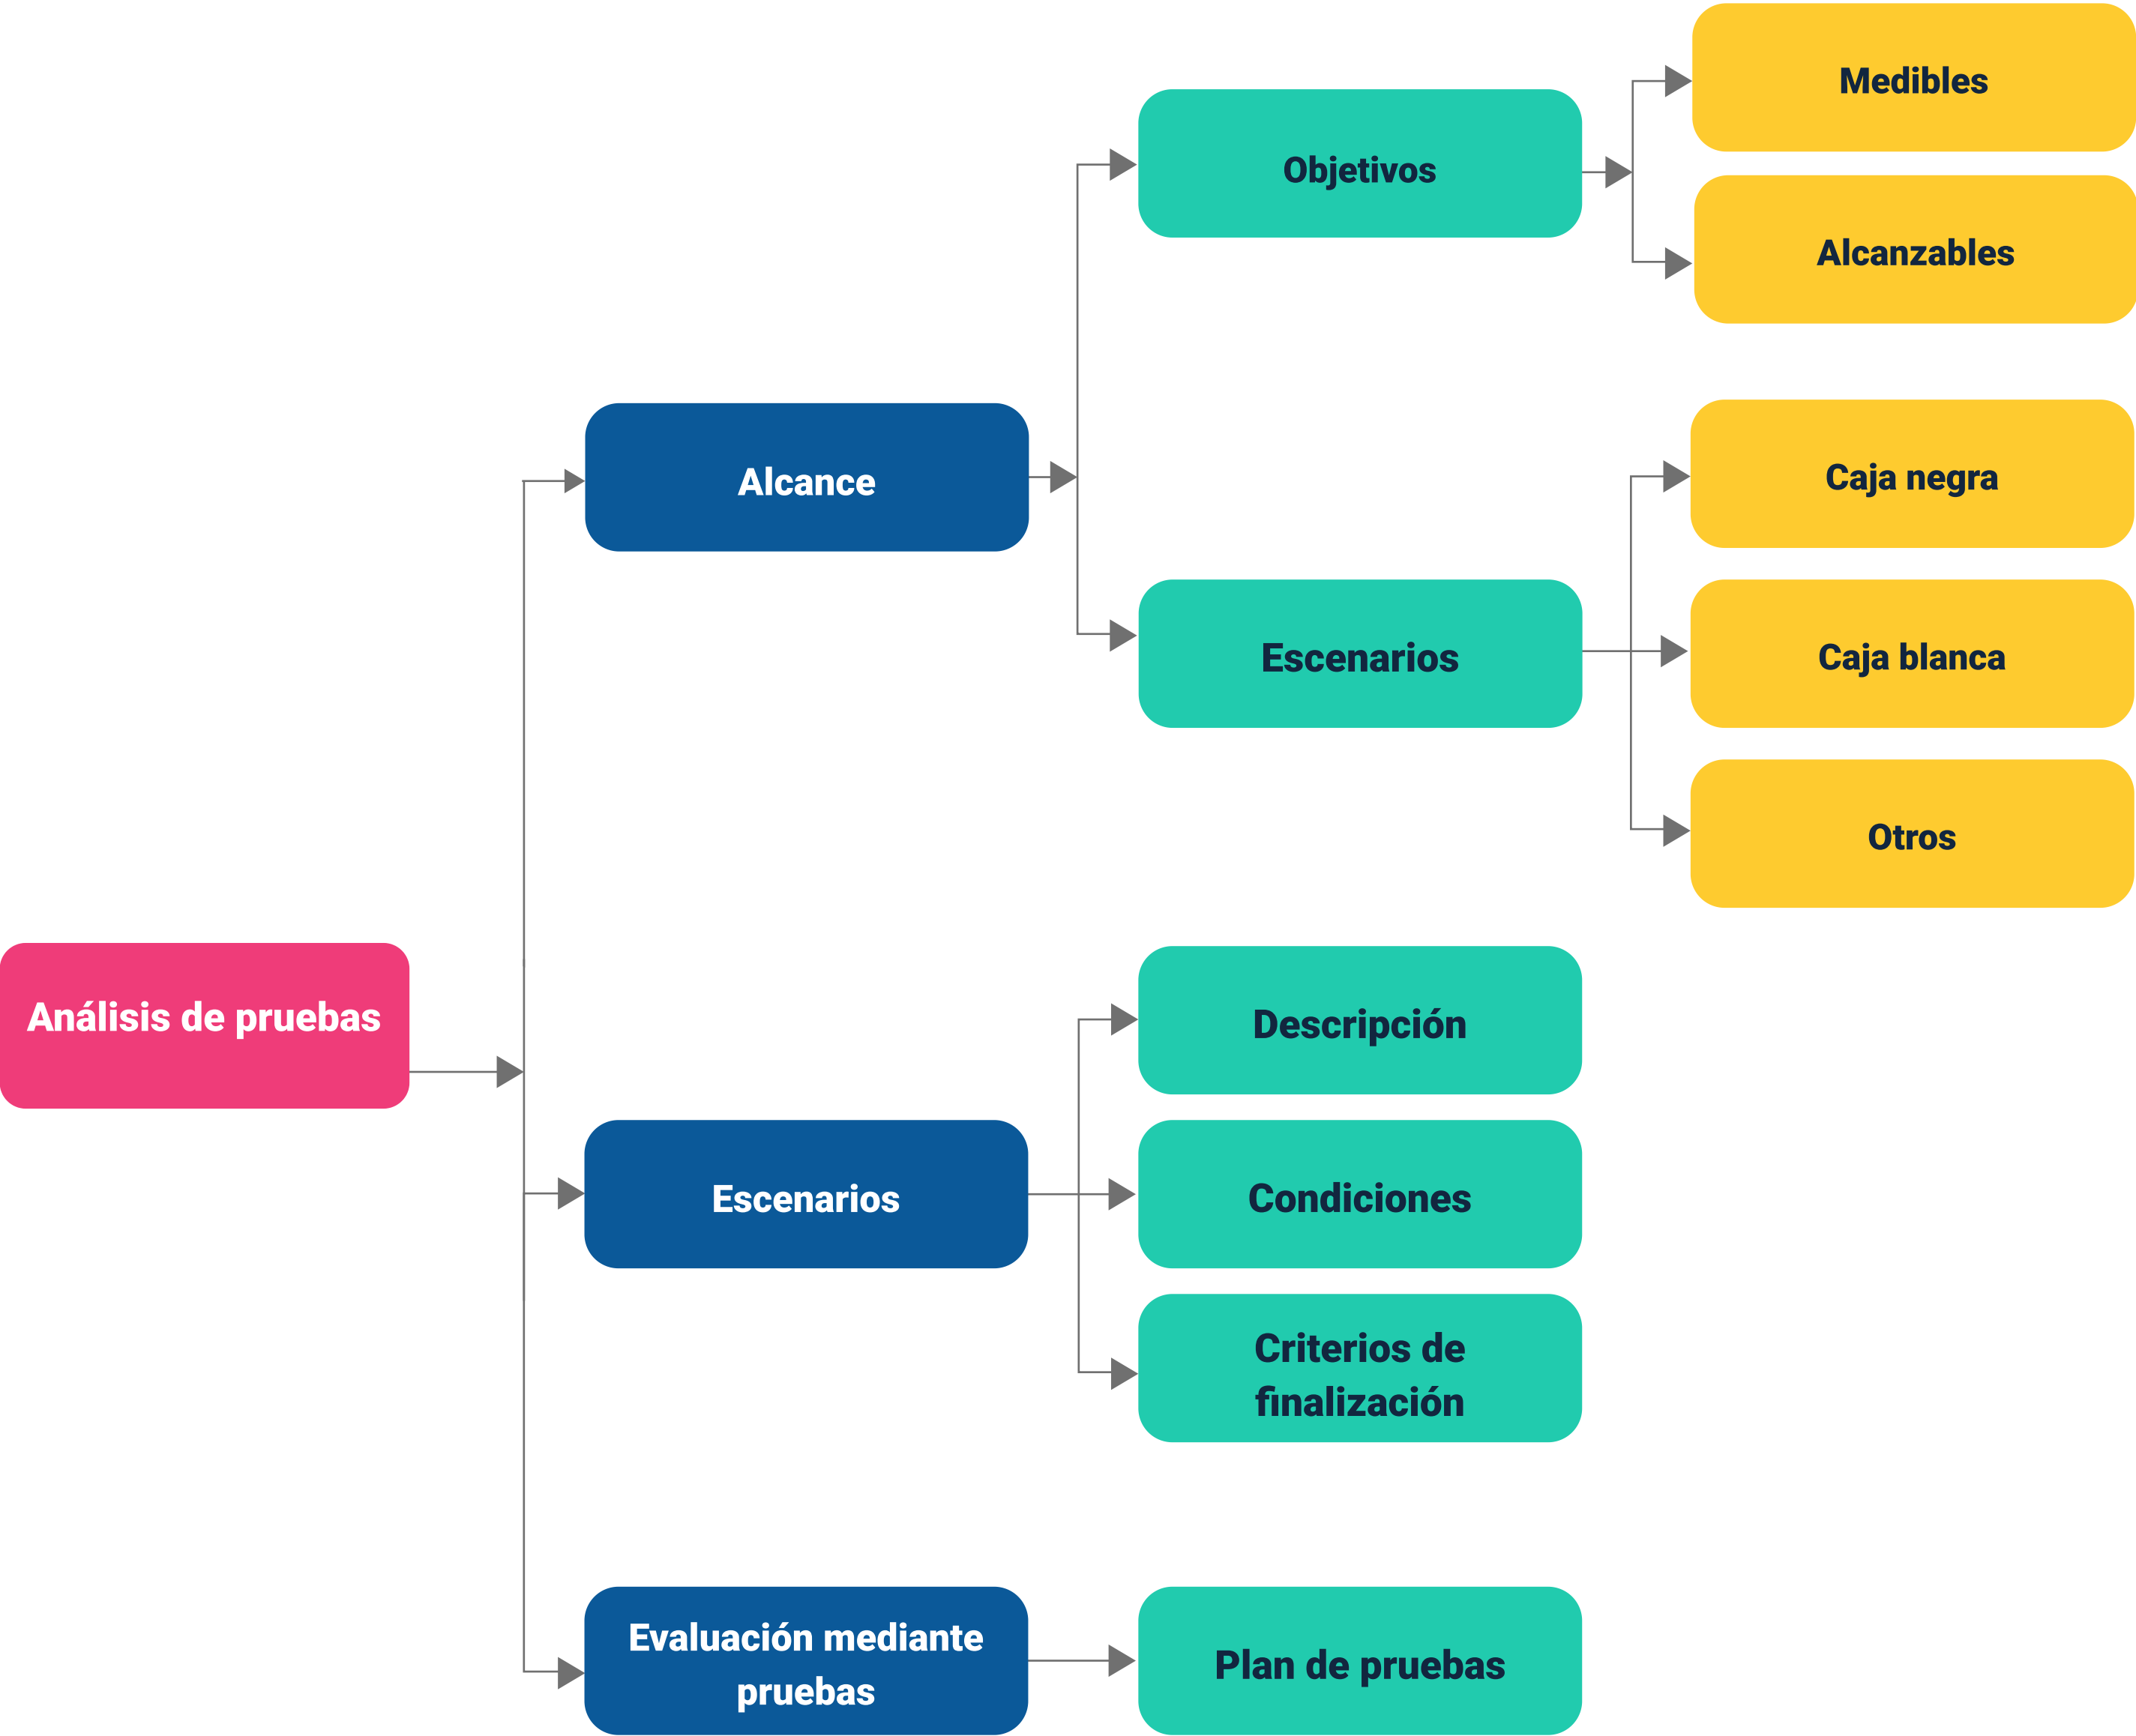 Medibles
Objetivos
Alcanzables
Alcance
Caja negra
Escenarios
Caja blanca
Otros
Análisis de pruebas
Descripción
Escenarios
Condiciones
Criterios de
finalización
Evaluación mediante
pruebas
Plan de pruebas